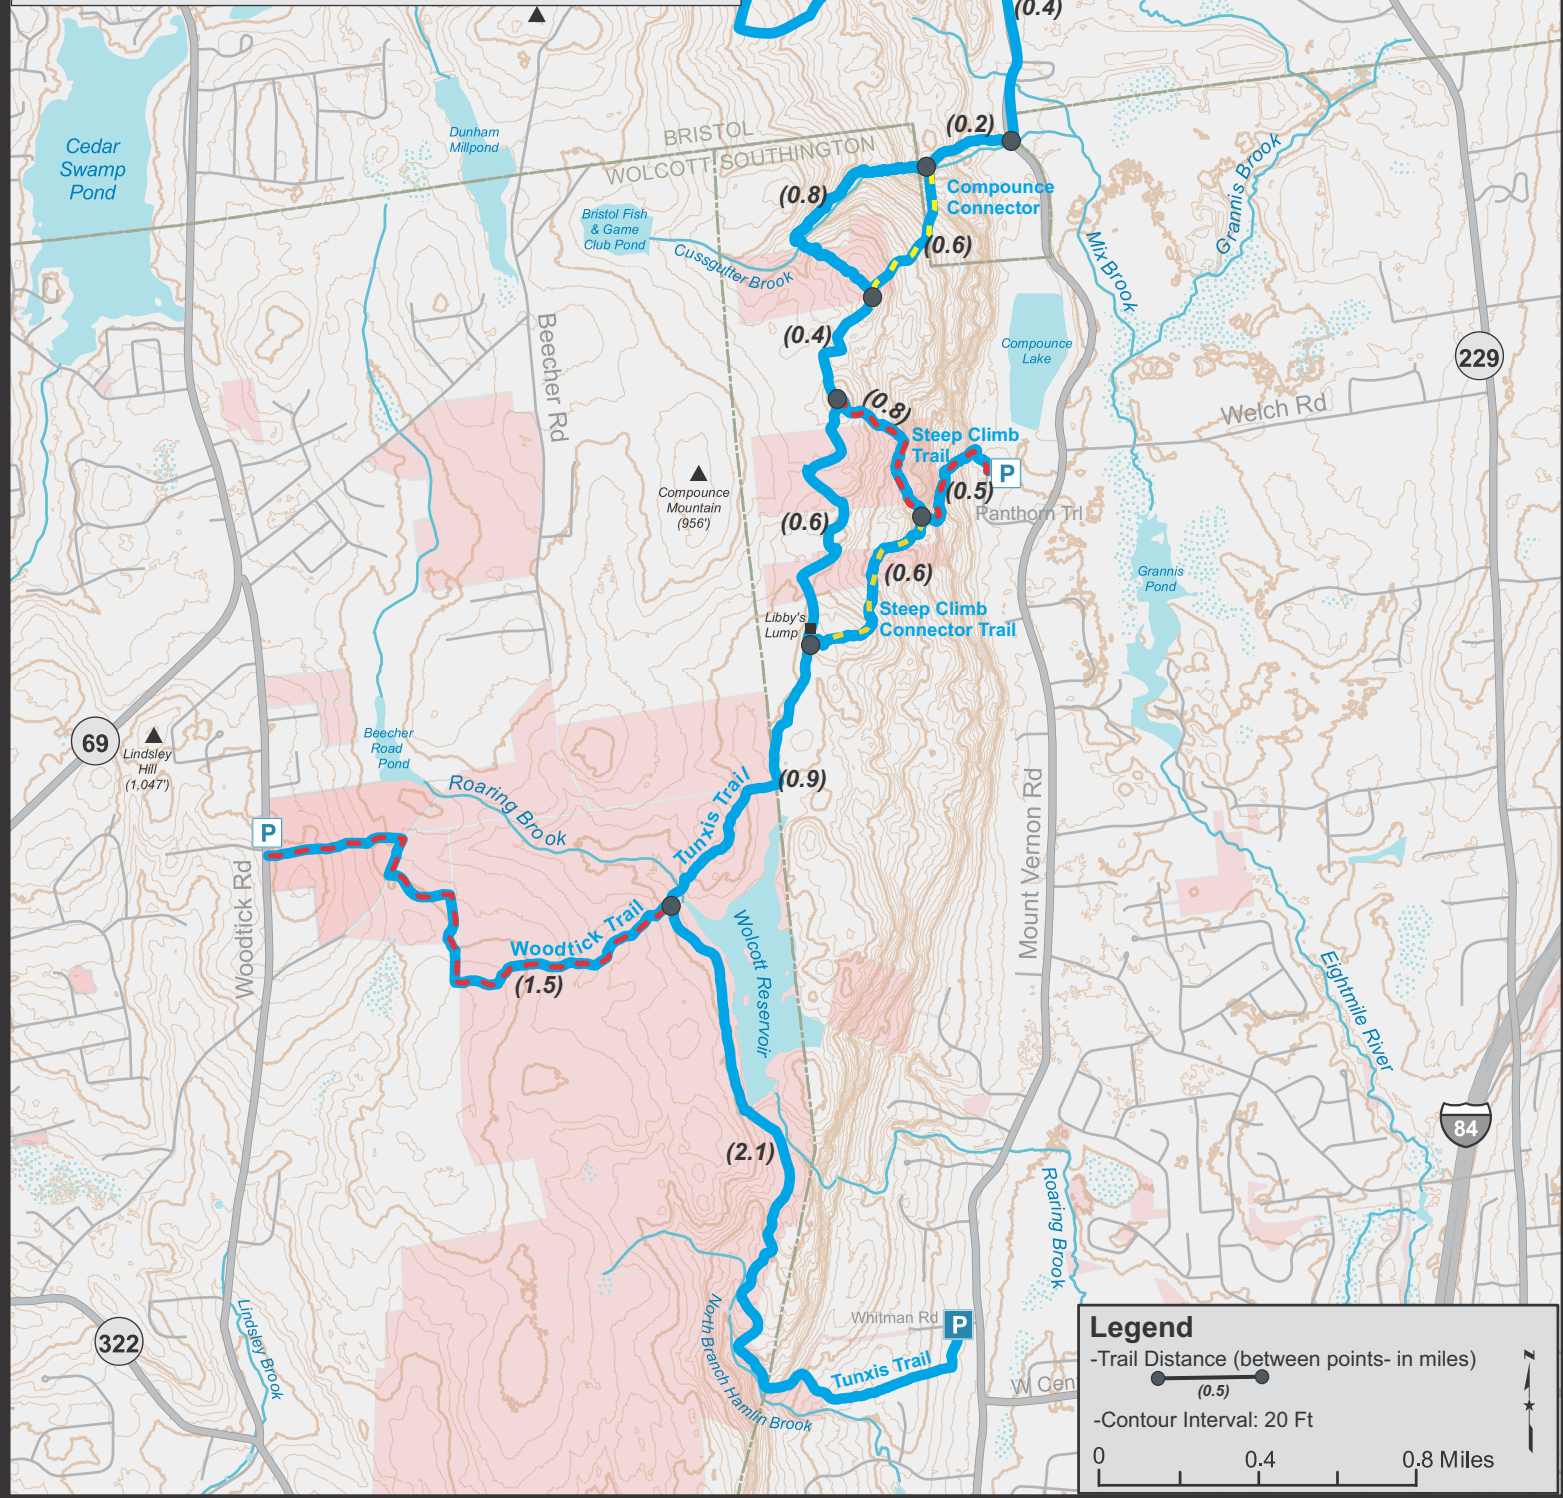 (0.4)
Cedar
Swamp
Pond
Dunham
Millpond
BRISTOL
WOLCOTT
SOUTHINGTON
(0.2)
Compounce
Connector
(0.8)
(0.6)
Bristol Fish
& Game
Club Pond
Cussgutter Brook
Mix Brook
Grannis Brook
(0.4)
Compounce
Lake
229
Beecher Rd
Welch Rd
(0.8)
Steep Climb
Trail
P
(0.5)
Panthorn Trl
Compounce
Mountain
(956')
(0.6)
(0.6)
Grannis
Pond
Libby's
Lump
Steep Climb
Connector Trail
69
Lindsley
Hill
(1,047')
Beecher
Road
Pond
Roaring Brook
Tunxis Trail
(0.9)
Mount Vernon Rd
P
Woodtick Rd
Woodtick Trail
(1.5)
Wolcott Reservoir
Eightmile River
84
(2.1)
Roaring Brook
Lindsley Brook
322
North Branch Hamlin Brook
Whitman Rd
P
Tunxis Trail
W Cen
Legend
-Trail Distance (between points- in miles)
(0.5)
-Contour Interval: 20 Ft
N
0
0.4
0.8 Miles